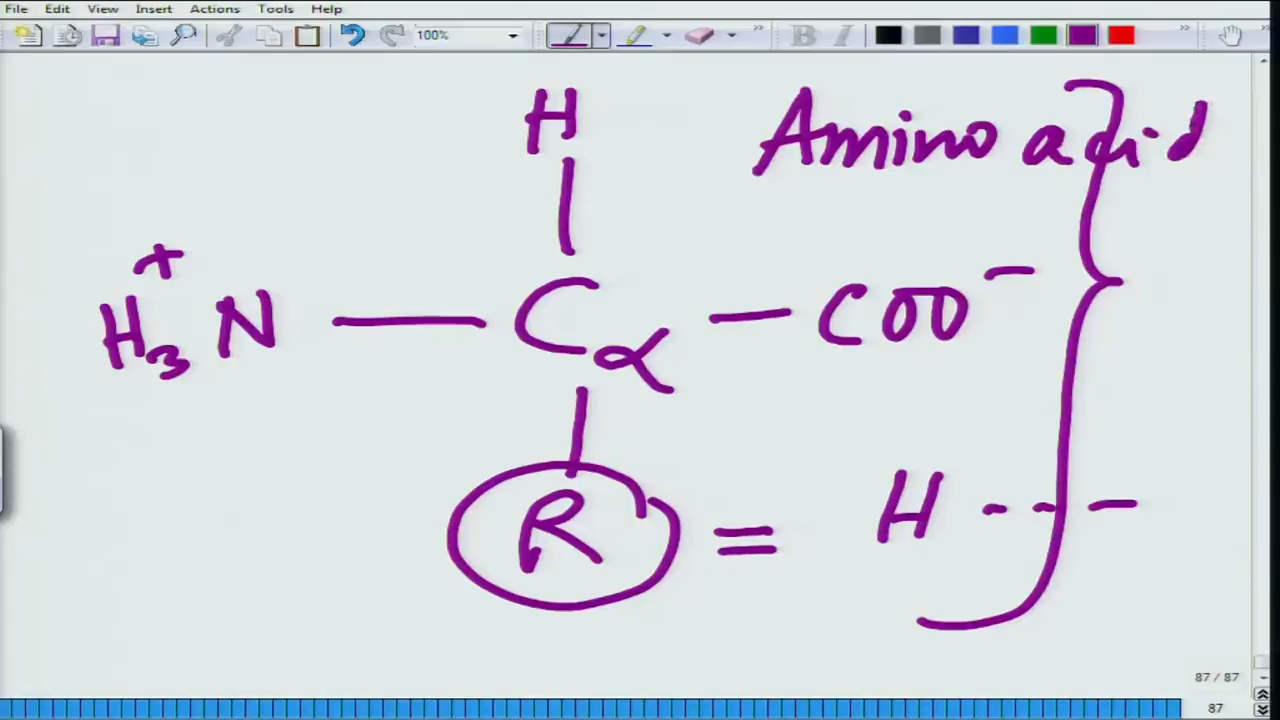 File Edit View Insert Actions Tools Help
100%
Amino acid
H
+
H3N — Cα — COO−
R = H - - -
87 / 87
87